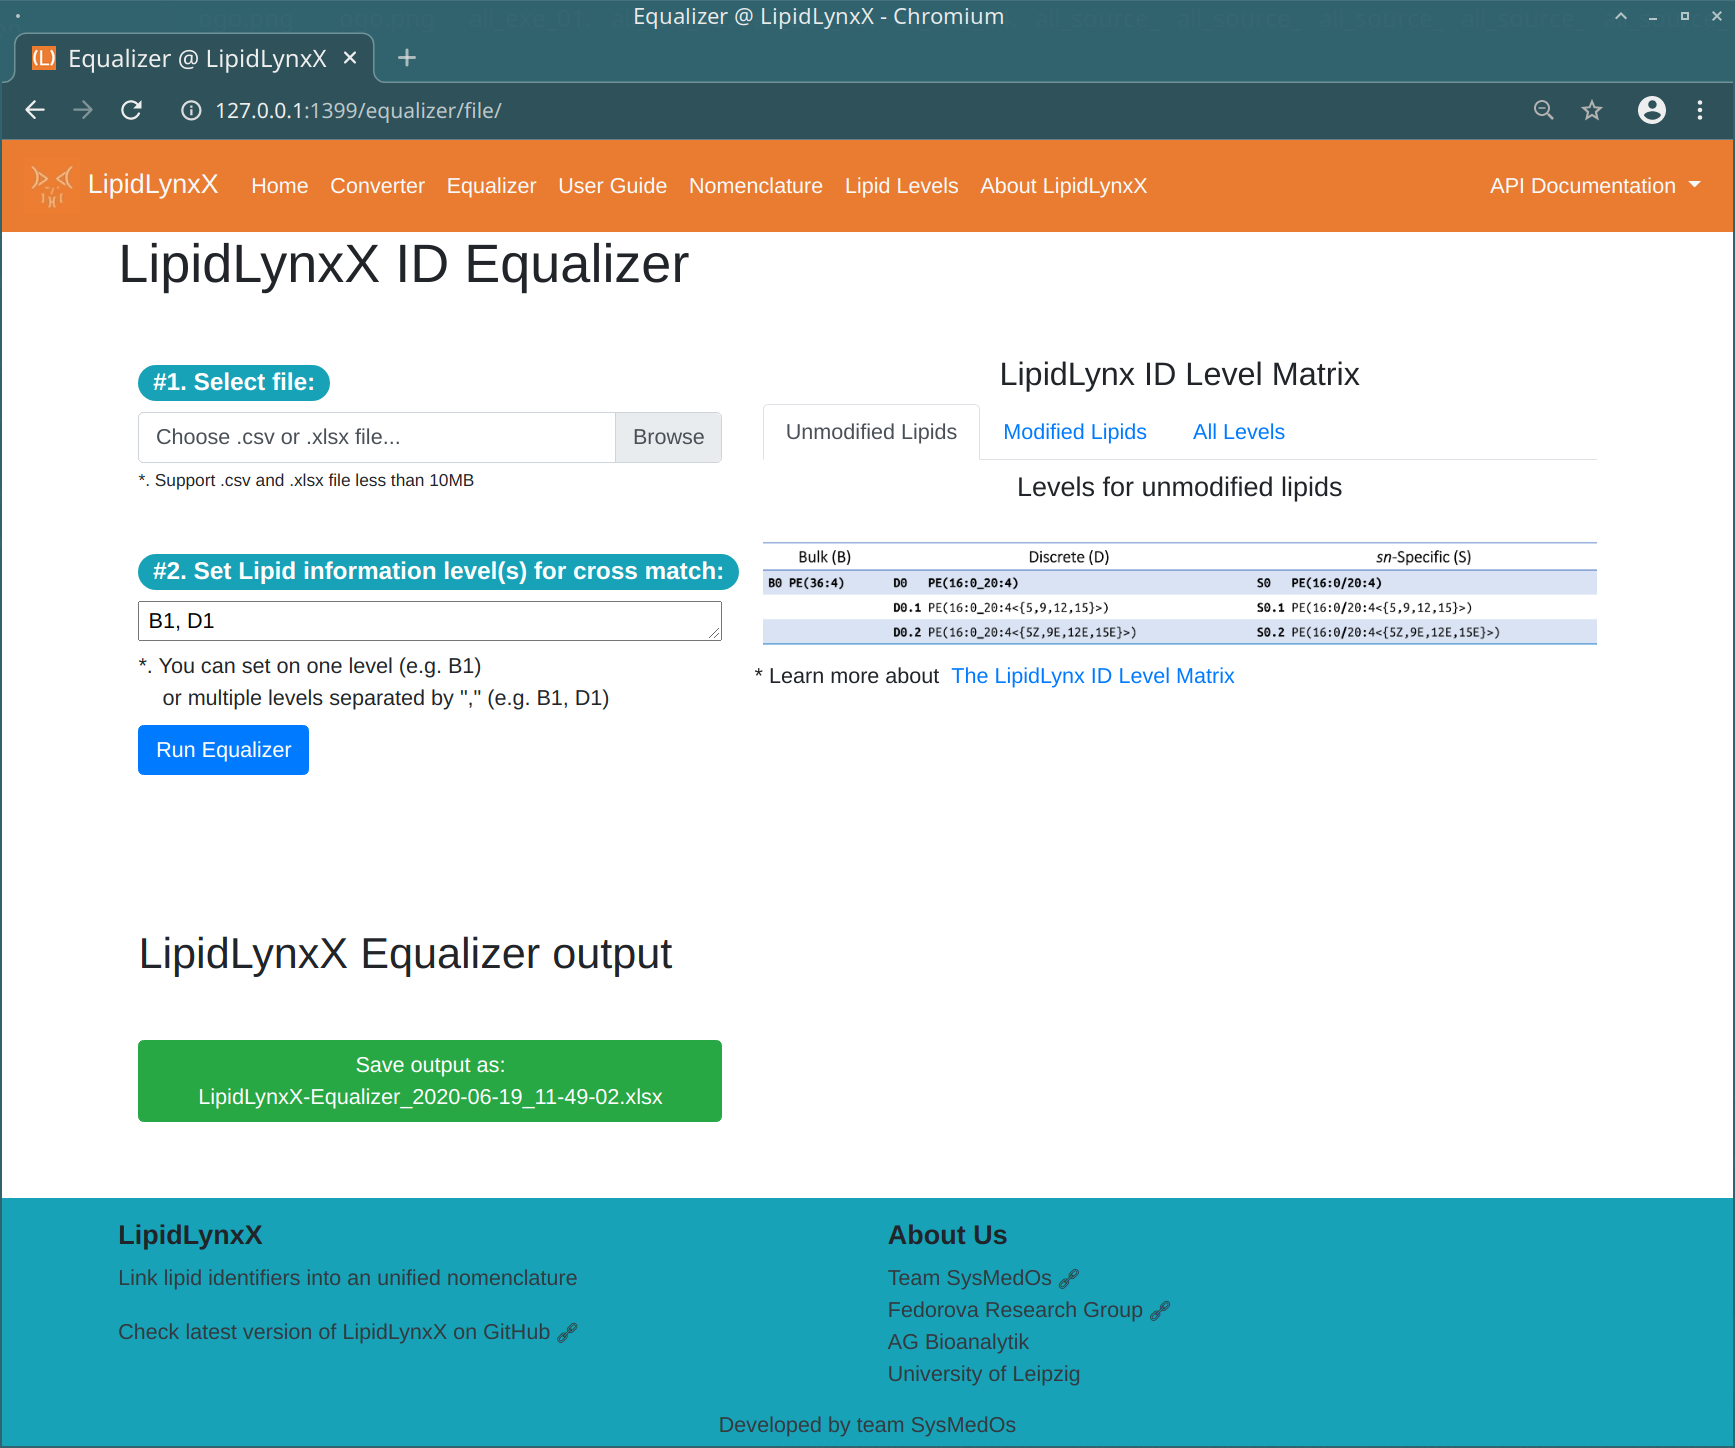 Equalizer @ LipidLynxX - Chromium
(L) Equalizer @ LipidLynxX
127.0.0.1:1399/equalizer/file/
LipidLynxX Home Converter Equalizer User Guide Nomenclature Lipid Levels About LipidLynxX API Documentation
LipidLynxX ID Equalizer
#1. Select file:
Choose .csv or .xlsx file... Browse
*. Support .csv and .xlsx file less than 10MB
#2. Set Lipid information level(s) for cross match:
B1, D1
*. You can set on one level (e.g. B1)
or multiple levels separated by "," (e.g. B1, D1)
Run Equalizer
LipidLynx ID Level Matrix
Unmodified Lipids Modified Lipids All Levels
Levels for unmodified lipids
Bulk (B) Discrete (D) sn-Specific (S)
B0 PE(36:4) D0 PE(16:0_20:4) S0 PE(16:0/20:4)
D0.1 PE(16:0_20:4<{5,9,12,15}>) S0.1 PE(16:0/20:4<{5,9,12,15}>)
D0.2 PE(16:0_20:4<{5Z,9E,12E,15E}>) S0.2 PE(16:0/20:4<{5Z,9E,12E,15E}>)
* Learn more about The LipidLynx ID Level Matrix
LipidLynxX Equalizer output
Save output as:
LipidLynxX-Equalizer_2020-06-19_11-49-02.xlsx
LipidLynxX
Link lipid identifiers into an unified nomenclature
Check latest version of LipidLynxX on GitHub
About Us
Team SysMedOs
Fedorova Research Group
AG Bioanalytik
University of Leipzig
Developed by team SysMedOs